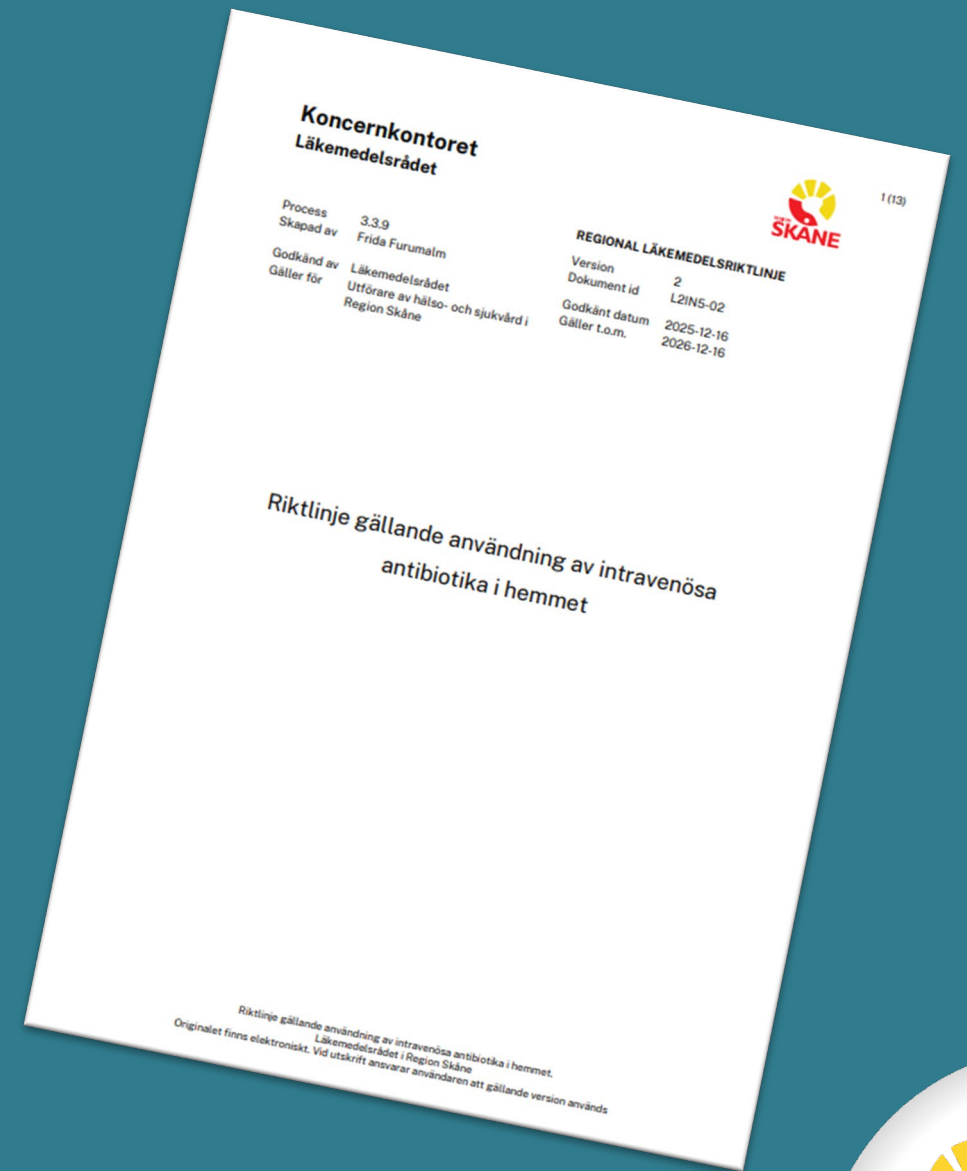 Koncernkontoret
Läkemedelsrådet
1 (13)
SKÅNE
Process 3.3.9
Skapad av Frida Furumalm
Godkänd av Läkemedelsrådet
Gäller för Utförare av hälso- och sjukvård i
Region Skåne
REGIONAL LÄKEMEDELSRIKTLINJE
Version 2
Dokument id L2IN5-02
Godkänt datum 2025-12-16
Gäller t.o.m. 2026-12-16
Riktlinje gällande användning av intravenösa
antibiotika i hemmet
Riktlinje gällande användning av intravenösa antibiotika i hemmet.
Läkemedelsrådet i Region Skåne
Originalet finns elektroniskt. Vid utskrift ansvarar användaren att gällande version används